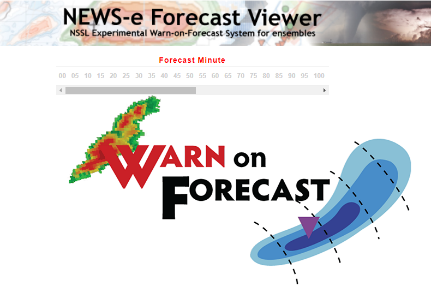 NEWS-e Forecast Viewer
NSSL Experimental Warn-on-Forecast System for ensembles
Forecast Minute
00 05 10 15 20 25 30 35 40 45 50 55 60 65 70 75 80 85 90 95 100
WARN on
FORECAST